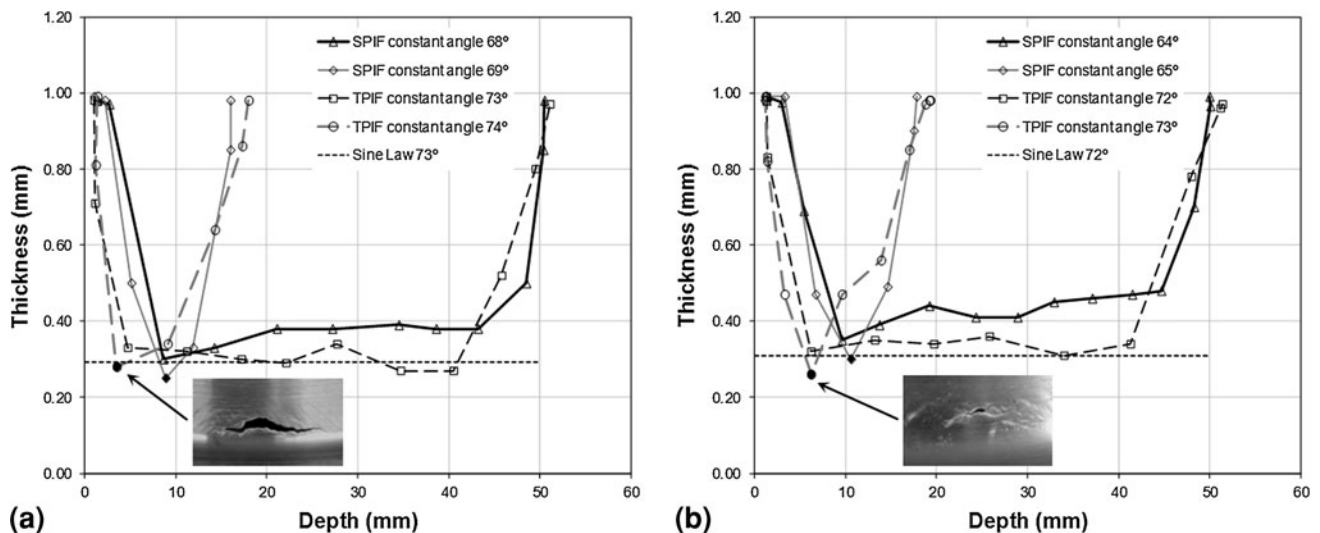 1.20
1.00
0.80
0.60
0.40
0.20
0.00
Thickness (mm)
SPIF constant angle 68º
SPIF constant angle 69º
TPIF constant angle 73º
TPIF constant angle 74º
Sine Law 73º
0 10 20 30 40 50 60
Depth (mm)
(a)
1.20
1.00
0.80
0.60
0.40
0.20
0.00
Thickness (mm)
SPIF constant angle 64º
SPIF constant angle 65º
TPIF constant angle 72º
TPIF constant angle 73º
Sine Law 72º
0 10 20 30 40 50 60
Depth (mm)
(b)